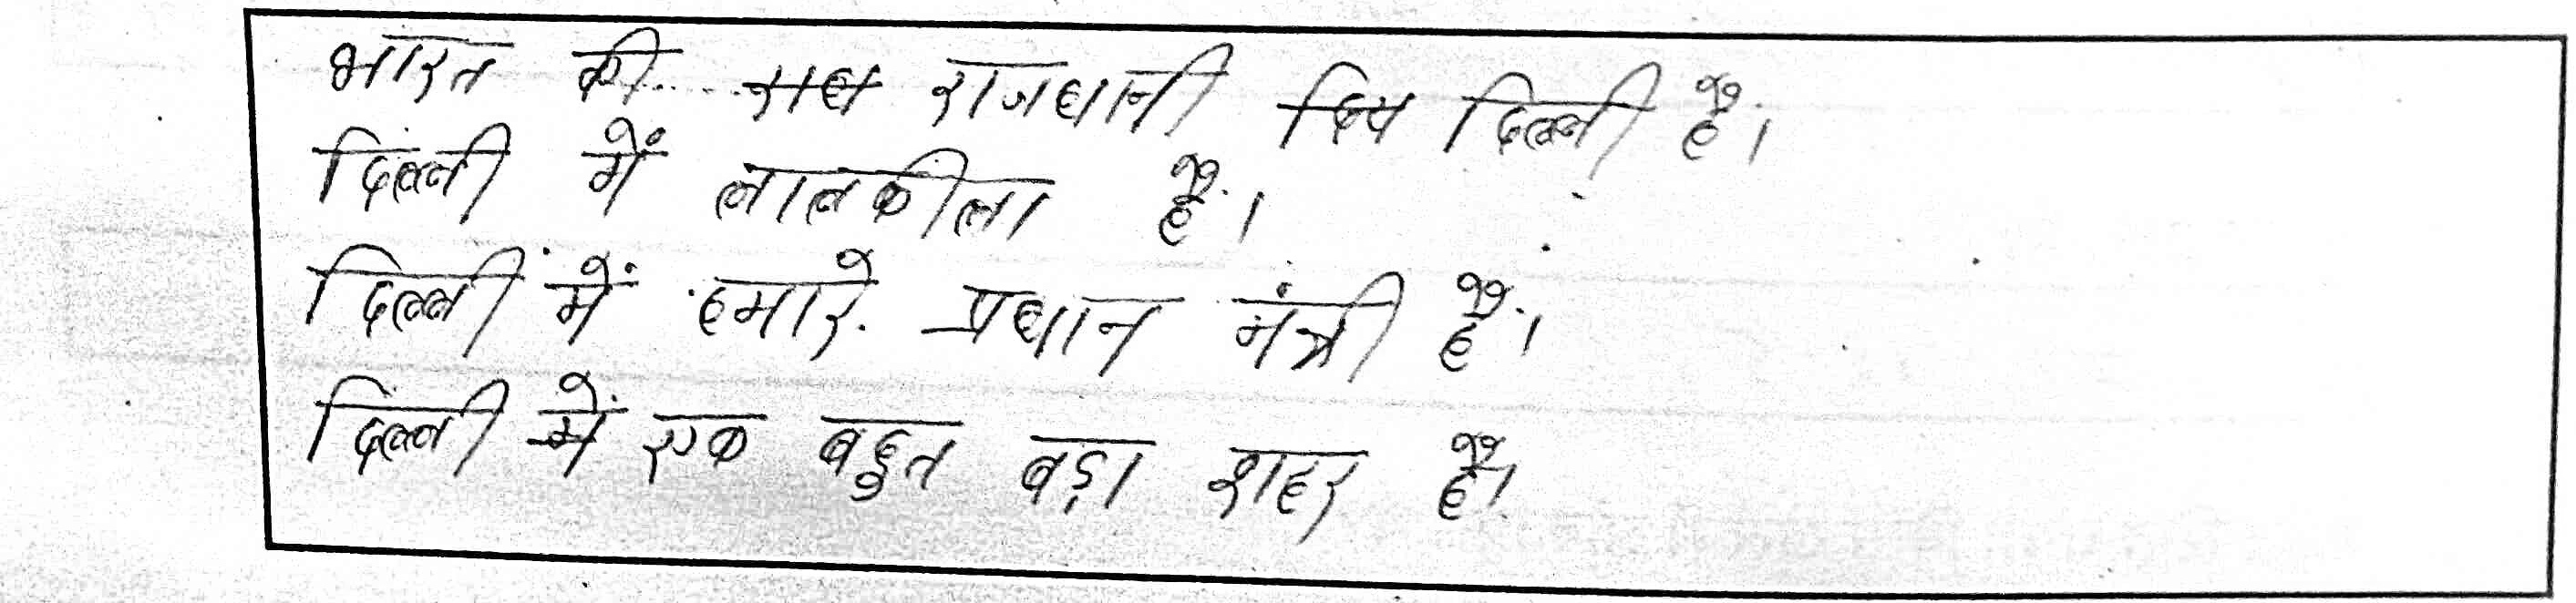 भारत की राजधानी दिल्ली है।
दिल्ली में लालकीला है।
दिल्ली में हमारे प्रधान मंत्री है।
दिल्ली में एक बहुत बड़ा शहर है।